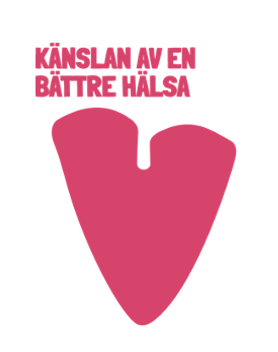 KÄNSLAN AV EN
BÄTTRE HÄLSA